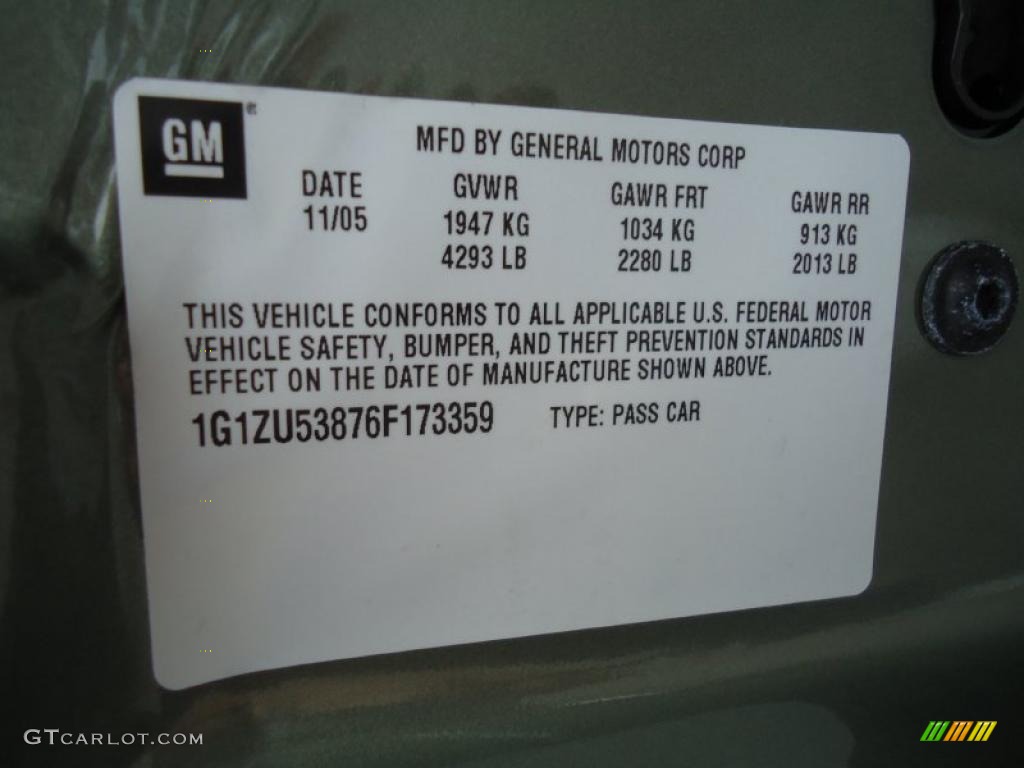 GM®
MFD BY GENERAL MOTORS CORP
DATE GVWR GAWR FRT GAWR RR
11/05 1947 KG 1034 KG 913 KG
4293 LB 2280 LB 2013 LB
THIS VEHICLE CONFORMS TO ALL APPLICABLE U.S. FEDERAL MOTOR
VEHICLE SAFETY, BUMPER, AND THEFT PREVENTION STANDARDS IN
EFFECT ON THE DATE OF MANUFACTURE SHOWN ABOVE.
1G1ZU53876F173359 TYPE: PASS CAR
GTCARLOT.COM